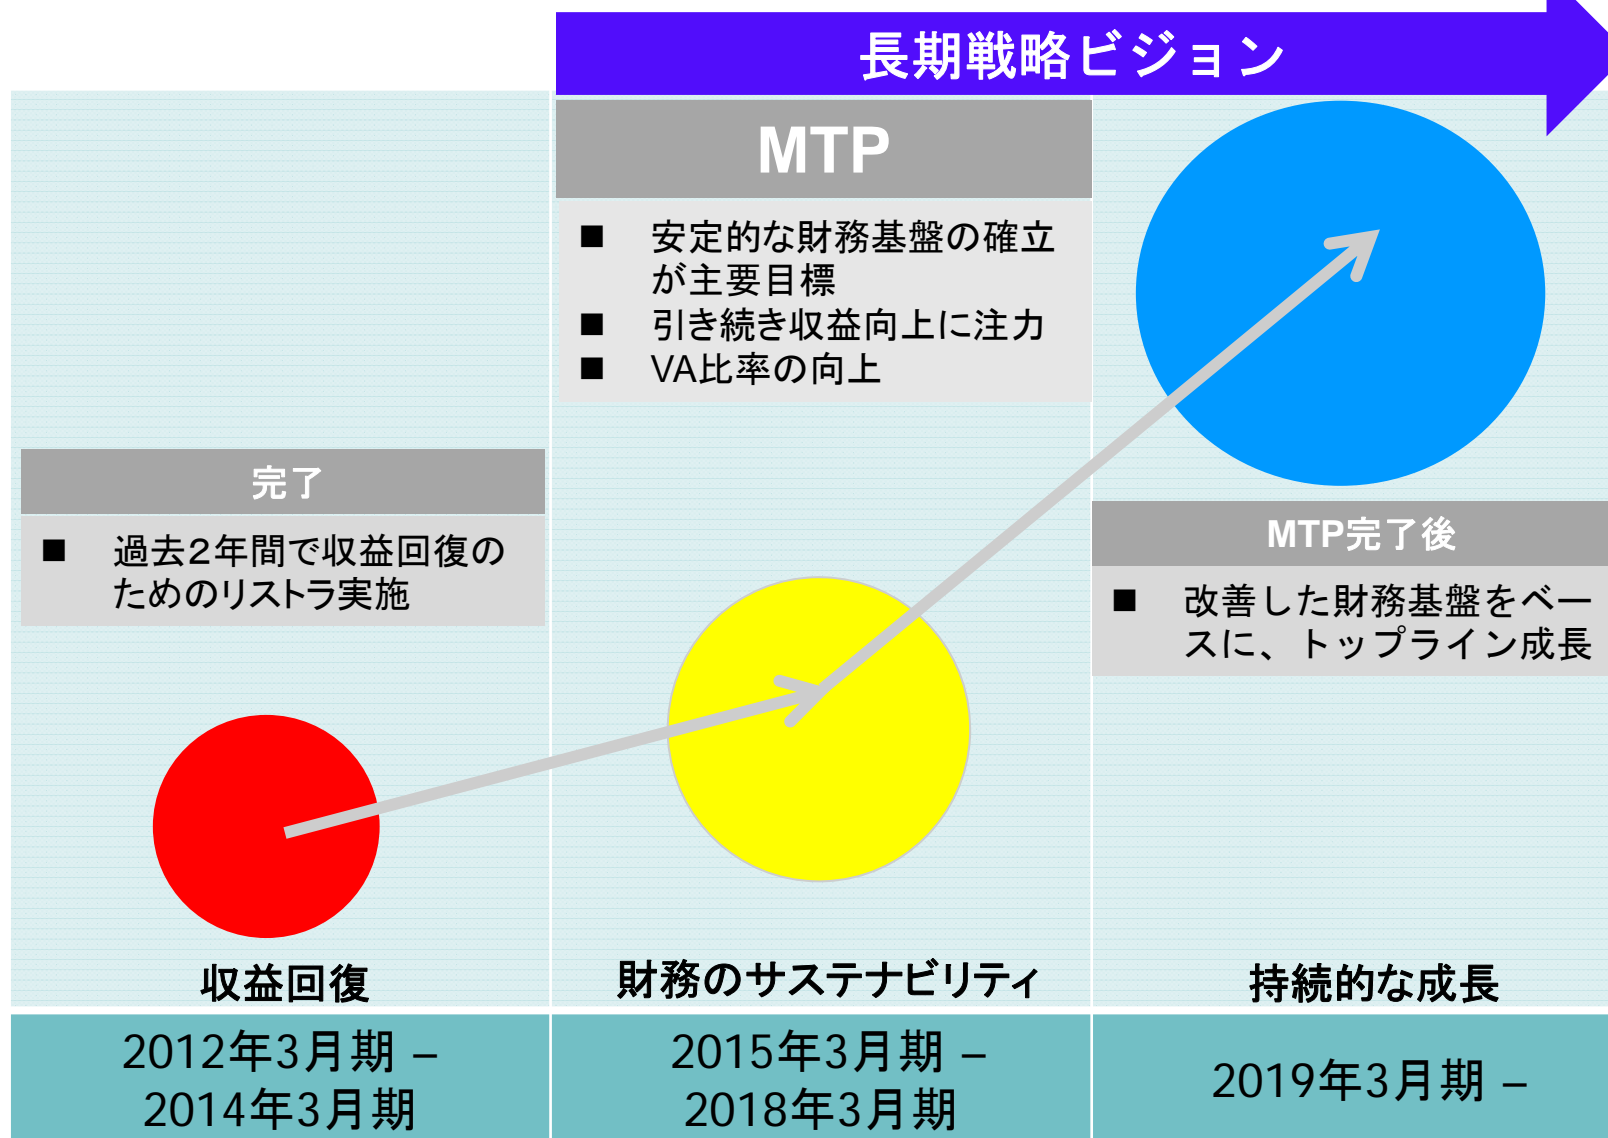 長期戦略ビジョン
MTP
■ 安定的な財務基盤の確立
が主要目標
■ 引き続き収益向上に注力
■ VA比率の向上
完了
■ 過去２年間で収益回復の
ためのリストラ実施
MTP完了後
■ 改善した財務基盤をベー
スに、トップライン成長
収益回復
財務のサステナビリティ
持続的な成長
2012年3月期 –
2014年3月期
2015年3月期 –
2018年3月期
2019年3月期 –